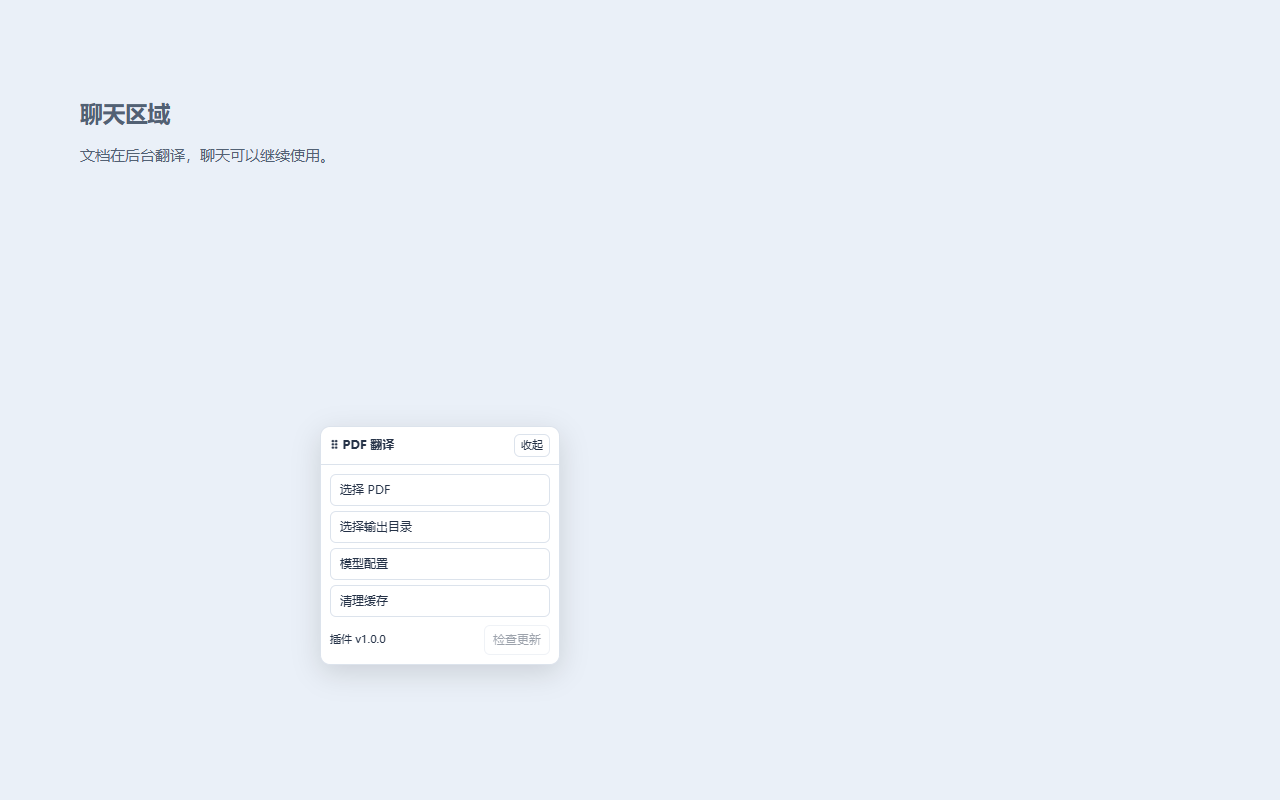 聊天区域
文档在后台翻译，聊天可以继续使用。
⠿ PDF 翻译
收起
选择 PDF
选择输出目录
模型配置
清理缓存
插件 v1.0.0
检查更新